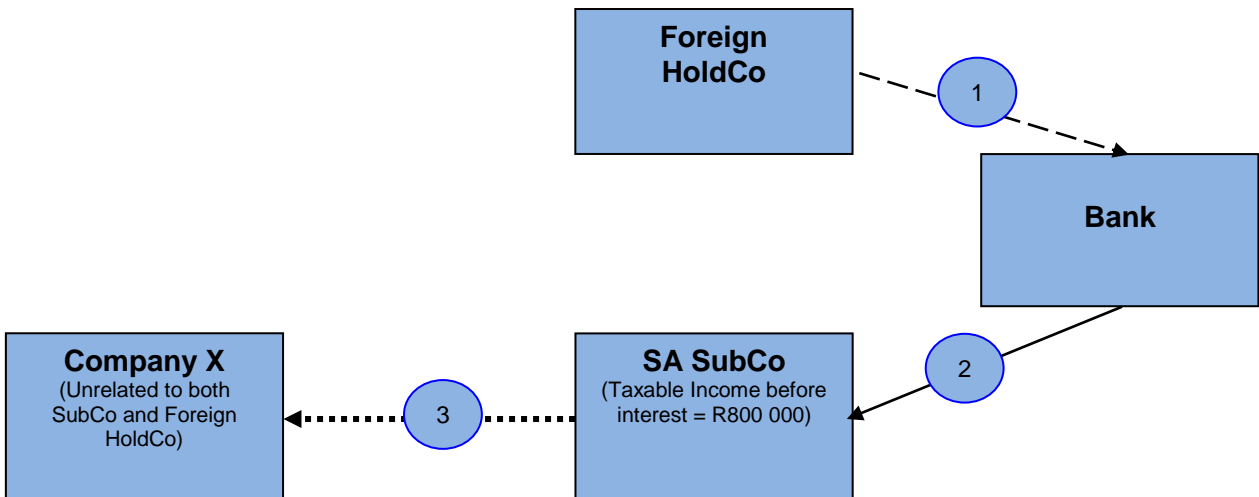 Foreign
HoldCo
1
Bank
2
Company X
(Unrelated to both
SubCo and Foreign
HoldCo)
3
SA SubCo
(Taxable Income before
interest = R800 000)